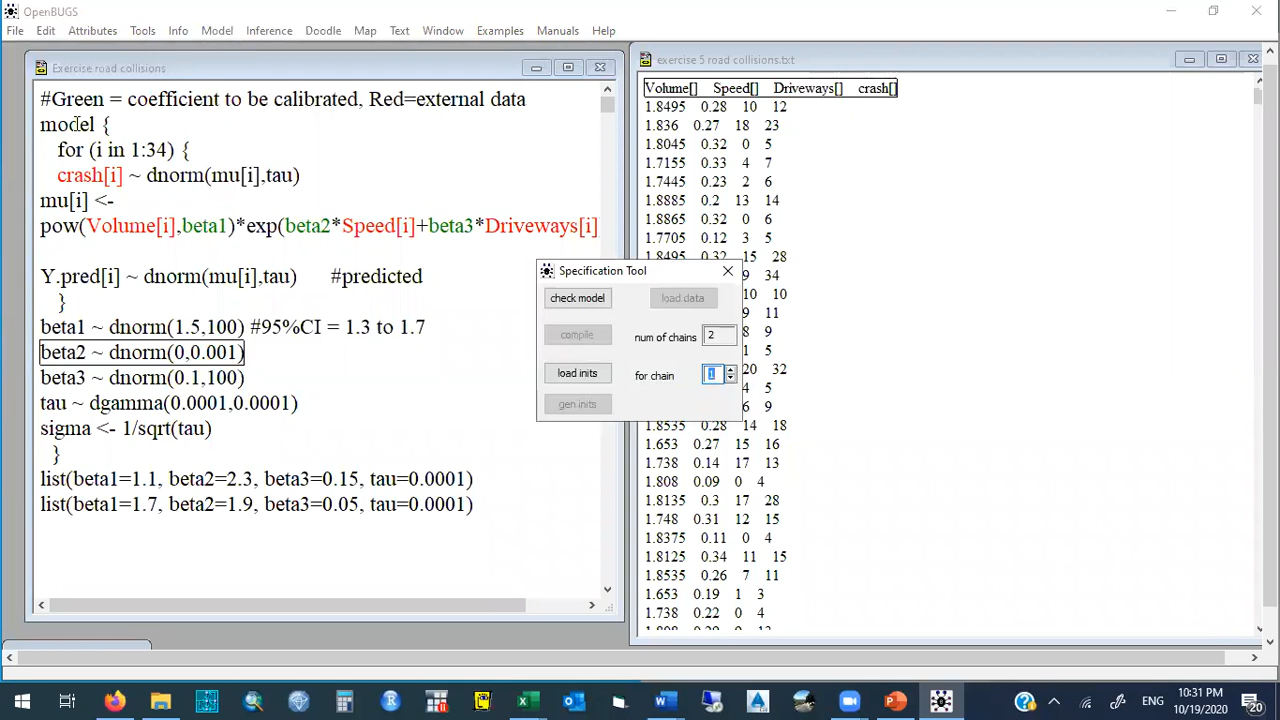 OpenBUGS
File Edit Attributes Tools Info Model Inference Doodle Map Text Window Examples Manuals Help
Exercise road collisions
#Green = coefficient to be calibrated, Red=external data
model {
for (i in 1:34) {
crash[i] ~ dnorm(mu[i],tau)
mu[i] <-
pow(Volume[i],beta1)*exp(beta2*Speed[i]+beta3*Driveways[i]
Y.pred[i] ~ dnorm(mu[i],tau) #predicted
}
beta1 ~ dnorm(1.5,100) #95%CI = 1.3 to 1.7
beta2 ~ dnorm(0,0.001)
beta3 ~ dnorm(0.1,100)
tau ~ dgamma(0.0001,0.0001)
sigma <- 1/sqrt(tau)
}
list(beta1=1.1, beta2=2.3, beta3=0.15, tau=0.0001)
list(beta1=1.7, beta2=1.9, beta3=0.05, tau=0.0001)
Specification Tool
check model load data
compile num of chains 2
load inits for chain 1
gen inits
exercise 5 road collisions.txt
Volume[] Speed[] Driveways[] crash[]
1.8495 0.28 10 12
1.836 0.27 18 23
1.8045 0.32 0 5
1.7155 0.33 4 7
1.7445 0.23 2 6
1.8885 0.2 13 14
1.8865 0.32 0 6
1.7705 0.12 3 5
1.8495 0.32 15 28
9 34
10 10
9 11
8 9
1 5
20 32
4 5
6 9
1.8535 0.28 14 18
1.653 0.27 15 16
1.738 0.14 17 13
1.808 0.09 0 4
1.8135 0.3 17 28
1.748 0.31 12 15
1.8375 0.11 0 4
1.8125 0.34 11 15
1.8535 0.26 7 11
1.653 0.19 1 3
1.738 0.22 0 4
ENG
10:31 PM
10/19/2020
20